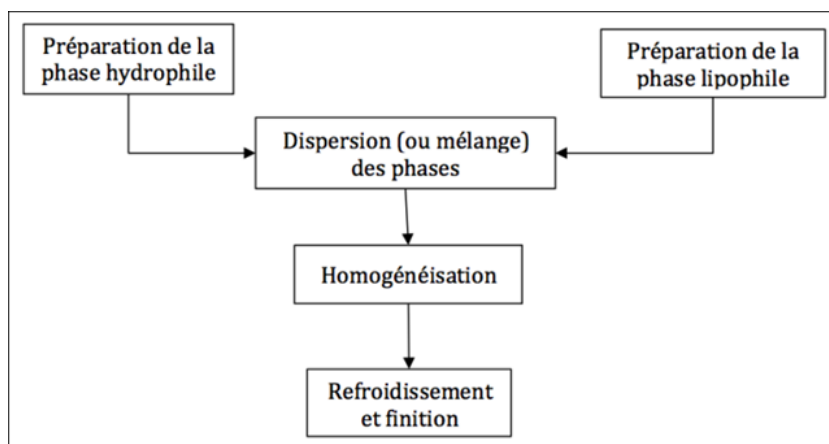 Préparation de la
phase hydrophile
Préparation de la
phase lipophile
Dispersion (ou mélange)
des phases
Homogénéisation
Refroidissement
et finition